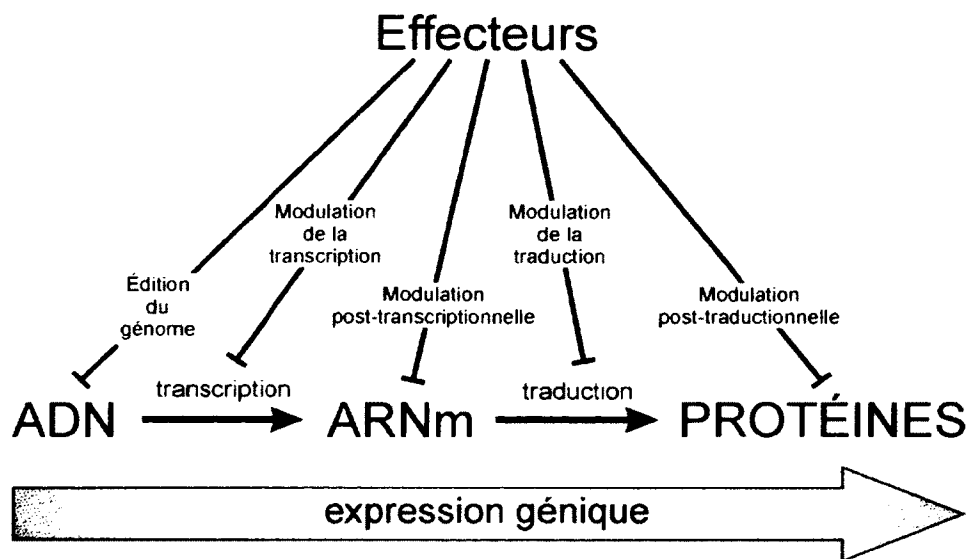 Effecteurs
Édition
du
génome
Modulation
de la
transcription
Modulation
post-transcriptionnelle
Modulation
de la
traduction
Modulation
post-traductionnelle
ADN
transcription
ARNm
traduction
PROTÉINES
expression génique